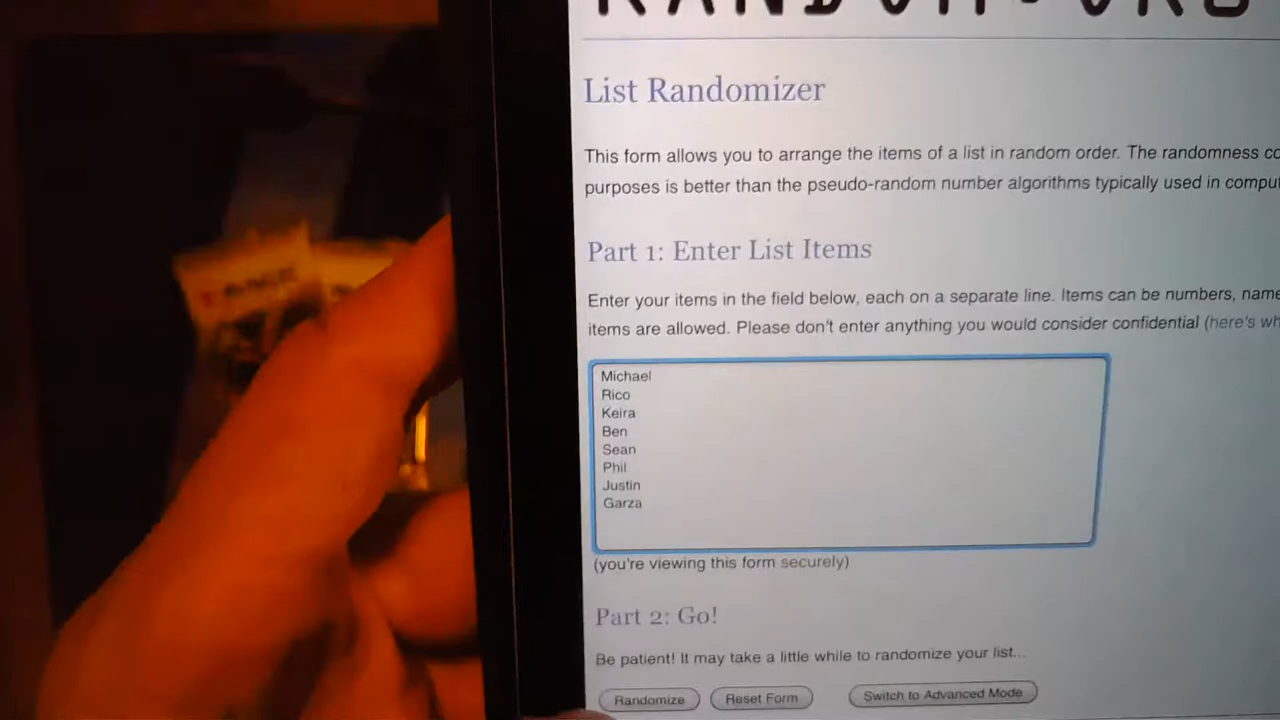 RANDOM.ORG
List Randomizer
This form allows you to arrange the items of a list in random order. The randomness
purposes is better than the pseudo-random number algorithms typically used in
Part 1: Enter List Items
Enter your items in the field below, each on a separate line. Items can be numbers,
items are allowed. Please don't enter anything you would consider confidential (here's
Michael
Rico
Keira
Ben
Sean
Phil
Justin
Garza
(you're viewing this form securely)
Part 2: Go!
Be patient! It may take a little while to randomize your list...
Randomize Reset Form Switch to Advanced Mode